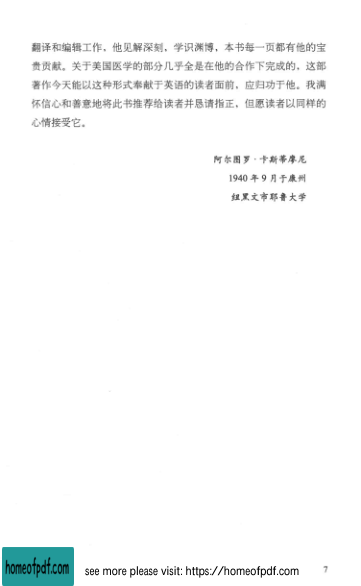 翻译和编辑工作，他见解深刻，学识渊博，本书每一页都有他的宝
贵贡献。关于美国医学的部分几乎全是在他的合作下完成的，这部
著作今天能以这种形式奉献于英语的读者面前，应归功于他。我满
怀信心和善意地将此书推荐给读者并恳请指正，但愿读者以同样的
心情接受它。
阿尔图罗·卡斯蒂廖尼
1940 年 9 月于康州
纽黑文市耶鲁大学
homeofpdf.com
see more please visit: https://homeofpdf.com
7